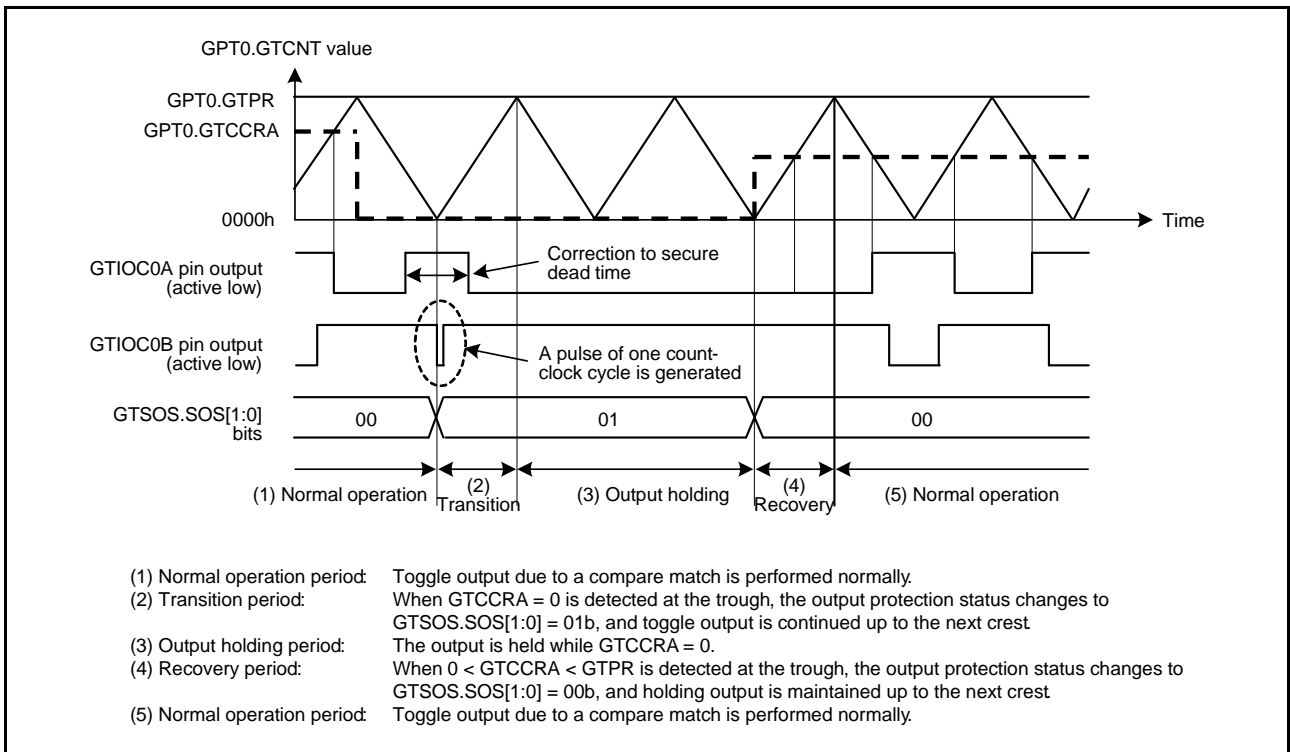 GPT0.GTCNT value
GPT0.GTPR
GPT0.GTCCRA
0000h
Time
GTIOC0A pin output
(active low)
Correction to secure
dead time
GTIOC0B pin output
(active low)
A pulse of one count-
clock cycle is generated
GTSOS.SOS[1:0]
bits
00
01
00
(1) Normal operation
(2)
Transition
(3) Output holding
(4)
Recovery
(5) Normal operation
(1) Normal operation period: Toggle output due to a compare match is performed normally.
(2) Transition period: When GTCCRA = 0 is detected at the trough, the output protection status changes to
GTSOS.SOS[1:0] = 01b, and toggle output is continued up to the next crest.
(3) Output holding period: The output is held while GTCCRA = 0.
(4) Recovery period: When 0 < GTCCRA < GTPR is detected at the trough, the output protection status changes to
GTSOS.SOS[1:0] = 00b, and holding output is maintained up to the next crest.
(5) Normal operation period: Toggle output due to a compare match is performed normally.